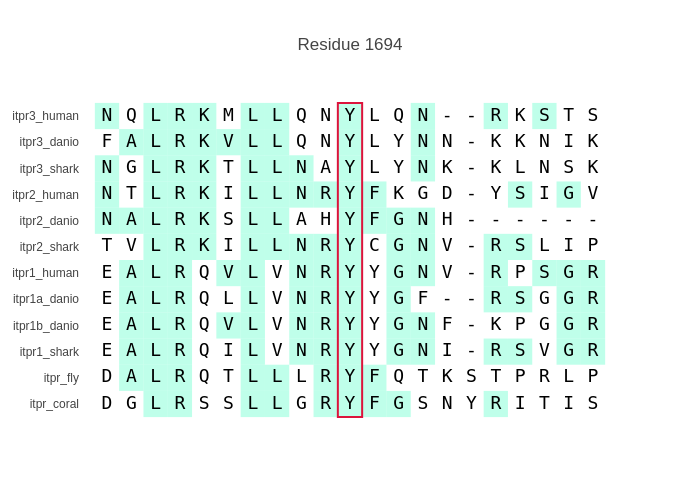 Residue 1694
itpr3_human N Q L R K M L L Q N Y L Q N - - R K S T S
itpr3_danio F A L R K V L L Q N Y L Y N N - K K N I K
itpr3_shark N G L R K T L L N A Y L Y N K - K L N S K
itpr2_human N T L R K I L L N R Y F K G D - Y S I G V
itpr2_danio N A L R K S L L A H Y F G N H - - - - - -
itpr2_shark T V L R K I L L N R Y C G N V - R S L I P
itpr1_human E A L R Q V L V N R Y Y G N V - R P S G R
itpr1a_danio E A L R Q L L V N R Y Y G F - - R S G G R
itpr1b_danio E A L R Q V L V N R Y Y G N F - K P G G R
itpr1_shark E A L R Q I L V N R Y Y G N I - R S V G R
itpr_fly D A L R Q T L L L R Y F Q T K S T P R L P
itpr_coral D G L R S S L L G R Y F G S N Y R I T I S